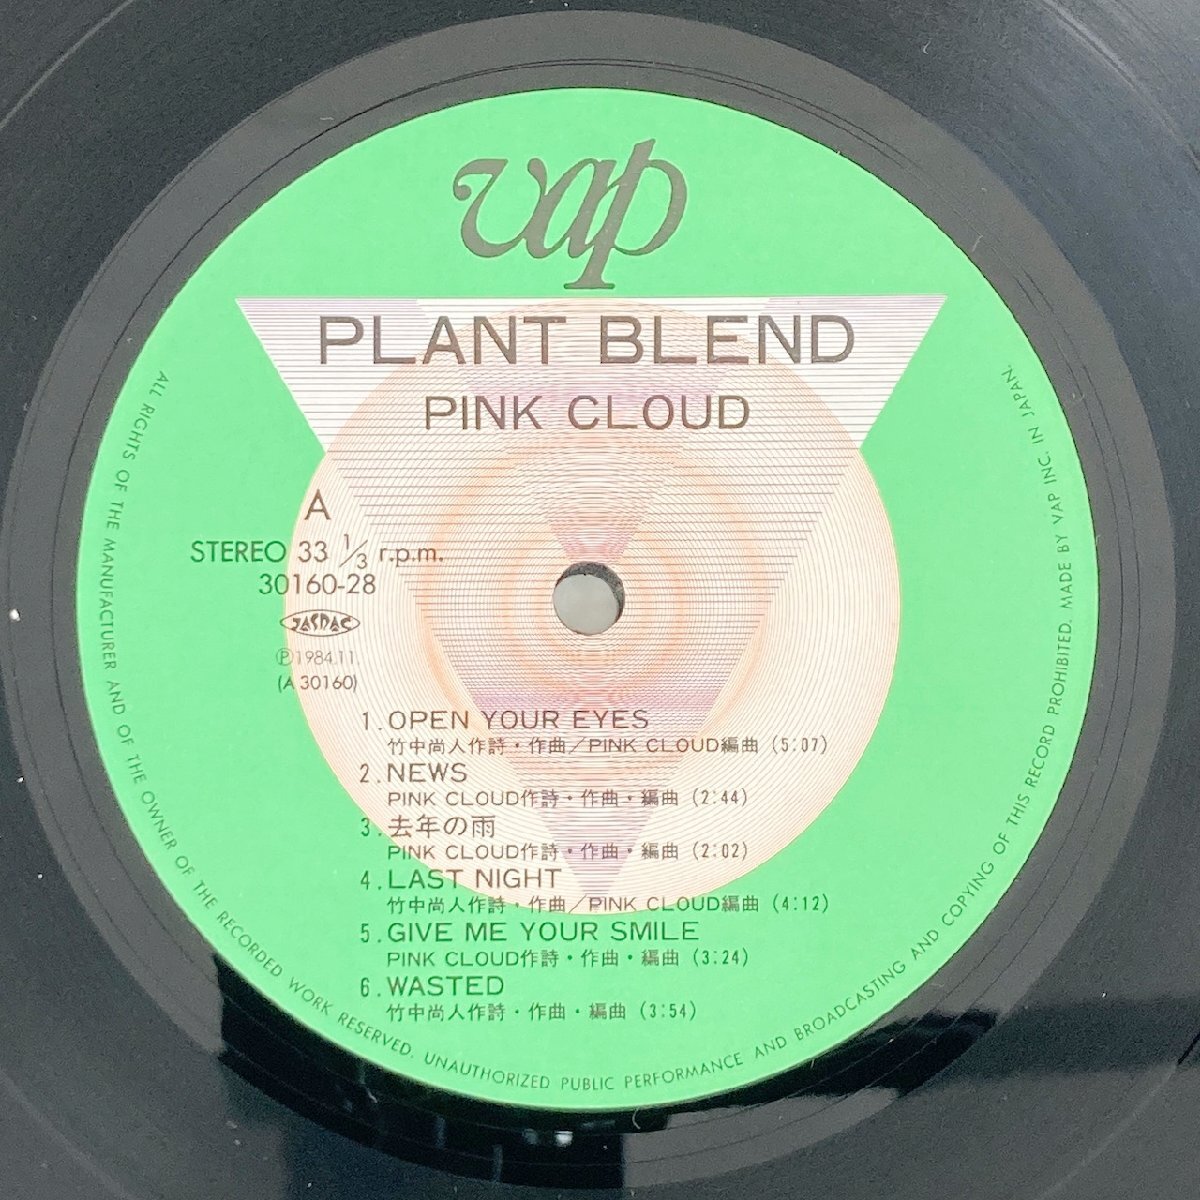 vap
PLANT BLEND
PINK CLOUD
A
STEREO 33 1/3 r.p.m.
30160-28
JASRAC
Ⓟ1984.11.
(A 30160)
1. OPEN YOUR EYES
竹中尚人作詩・作曲／PINK CLOUD編曲 (5:07)
2. NEWS
PINK CLOUD作詩・作曲・編曲 (2:44)
3. 去年の雨
PINK CLOUD作詩・作曲・編曲 (2:02)
4. LAST NIGHT
竹中尚人作詩・作曲／PINK CLOUD編曲 (4:12)
5. GIVE ME YOUR SMILE
PINK CLOUD作詩・作曲・編曲 (3:24)
6. WASTED
竹中尚人作詩・作曲・編曲 (3:54)
ALL RIGHTS OF THE MANUFACTURER AND OF THE OWNER OF THE RECORDED WORK RESERVED. UNAUTHORIZED PUBLIC PERFORMANCE AND BROADCASTING AND COPYING OF THIS RECORD PROHIBITED. MADE BY VAP INC. IN JAPAN.